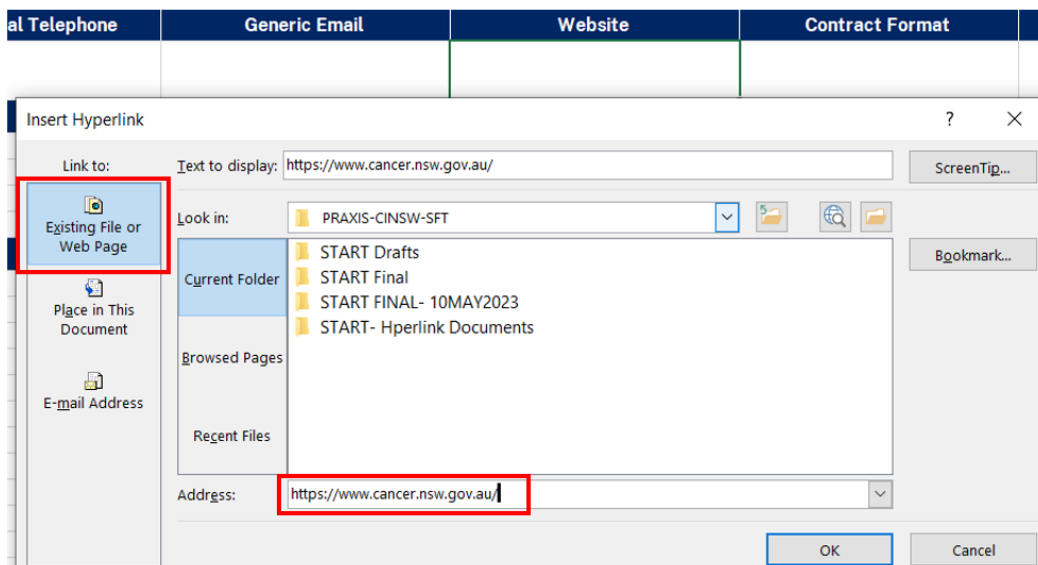 al Telephone Generic Email Website Contract Format
Insert Hyperlink ?
Link to: Text to display: https://www.cancer.nsw.gov.au/ ScreenTip...
Existing File or
Web Page
Look in: PRAXIS-CINSW-SFT
Current Folder
START Drafts
START Final
START FINAL- 10MAY2023
START- Hperlink Documents
Bookmark...
Place in This
Document
Browsed Pages
E-mail Address
Recent Files
Address: https://www.cancer.nsw.gov.au/
OK Cancel